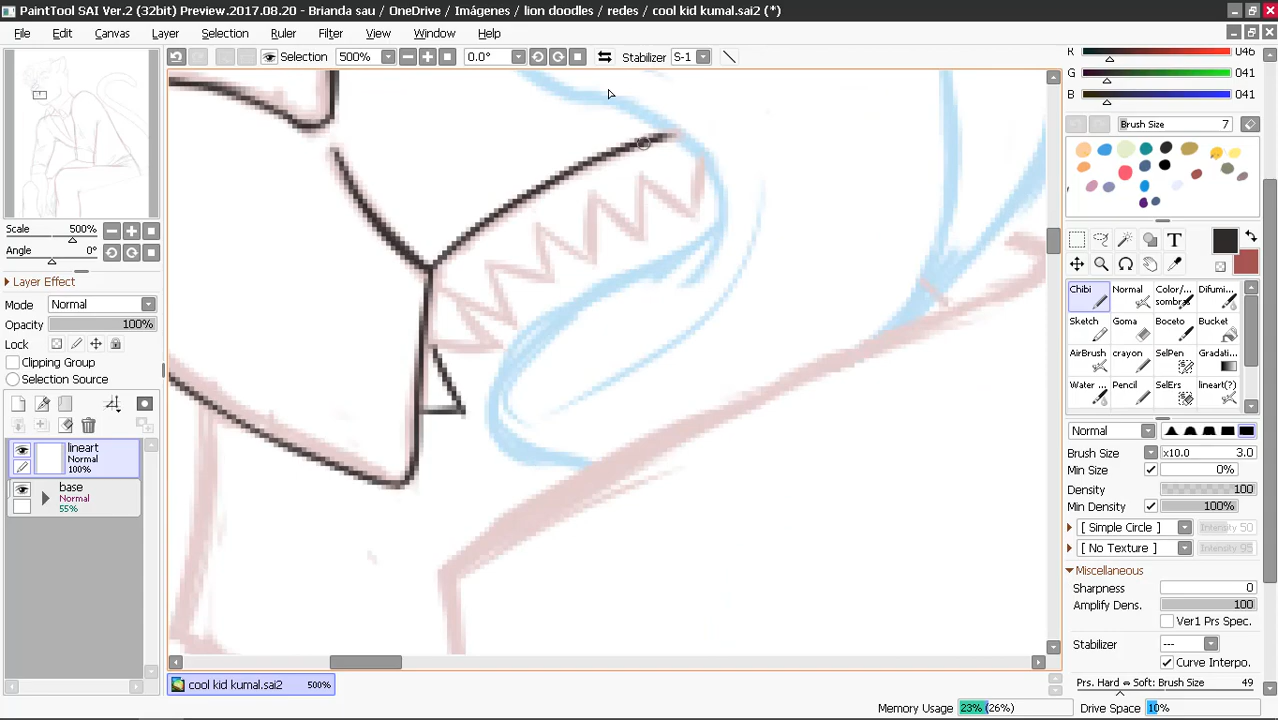 PaintTool SAI Ver.2 (32bit) Preview.2017.08.20 - Brianda sau / OneDrive / Imágenes / lion doodles / redes / cool kid kumal.sai2 (*)
File Edit Canvas Layer Selection Ruler Filter View Window Help
Selection 500% 0.0° Stabilizer S-1
Scale 500%
Angle 0°
Layer Effect
Mode Normal
Opacity 100%
Lock
Clipping Group
Selection Source
lineart
Normal
100%
base
Normal
55%
R 046
G 041
B 041
Brush Size 7
T
Chibi Normal Color/... sombra Difumi...
Sketch Goma Boceto Bucket
AirBrush crayon SelPen Gradati...
Water ... Pencil SelErs lineart(?)
Normal
Brush Size x10.0 3.0
Min Size 0%
Density 100
Min Density 100%
[ Simple Circle ] Intensity 50
[ No Texture ] Intensity 95
Miscellaneous
Sharpness 0
Amplify Dens. 100
Ver1 Prs Spec.
Stabilizer ---
Curve Interpo.
Prs. Hard ⇔ Soft: Brush Size 49
cool kid kumal.sai2 500%
Memory Usage 23% (26%) Drive Space 10%